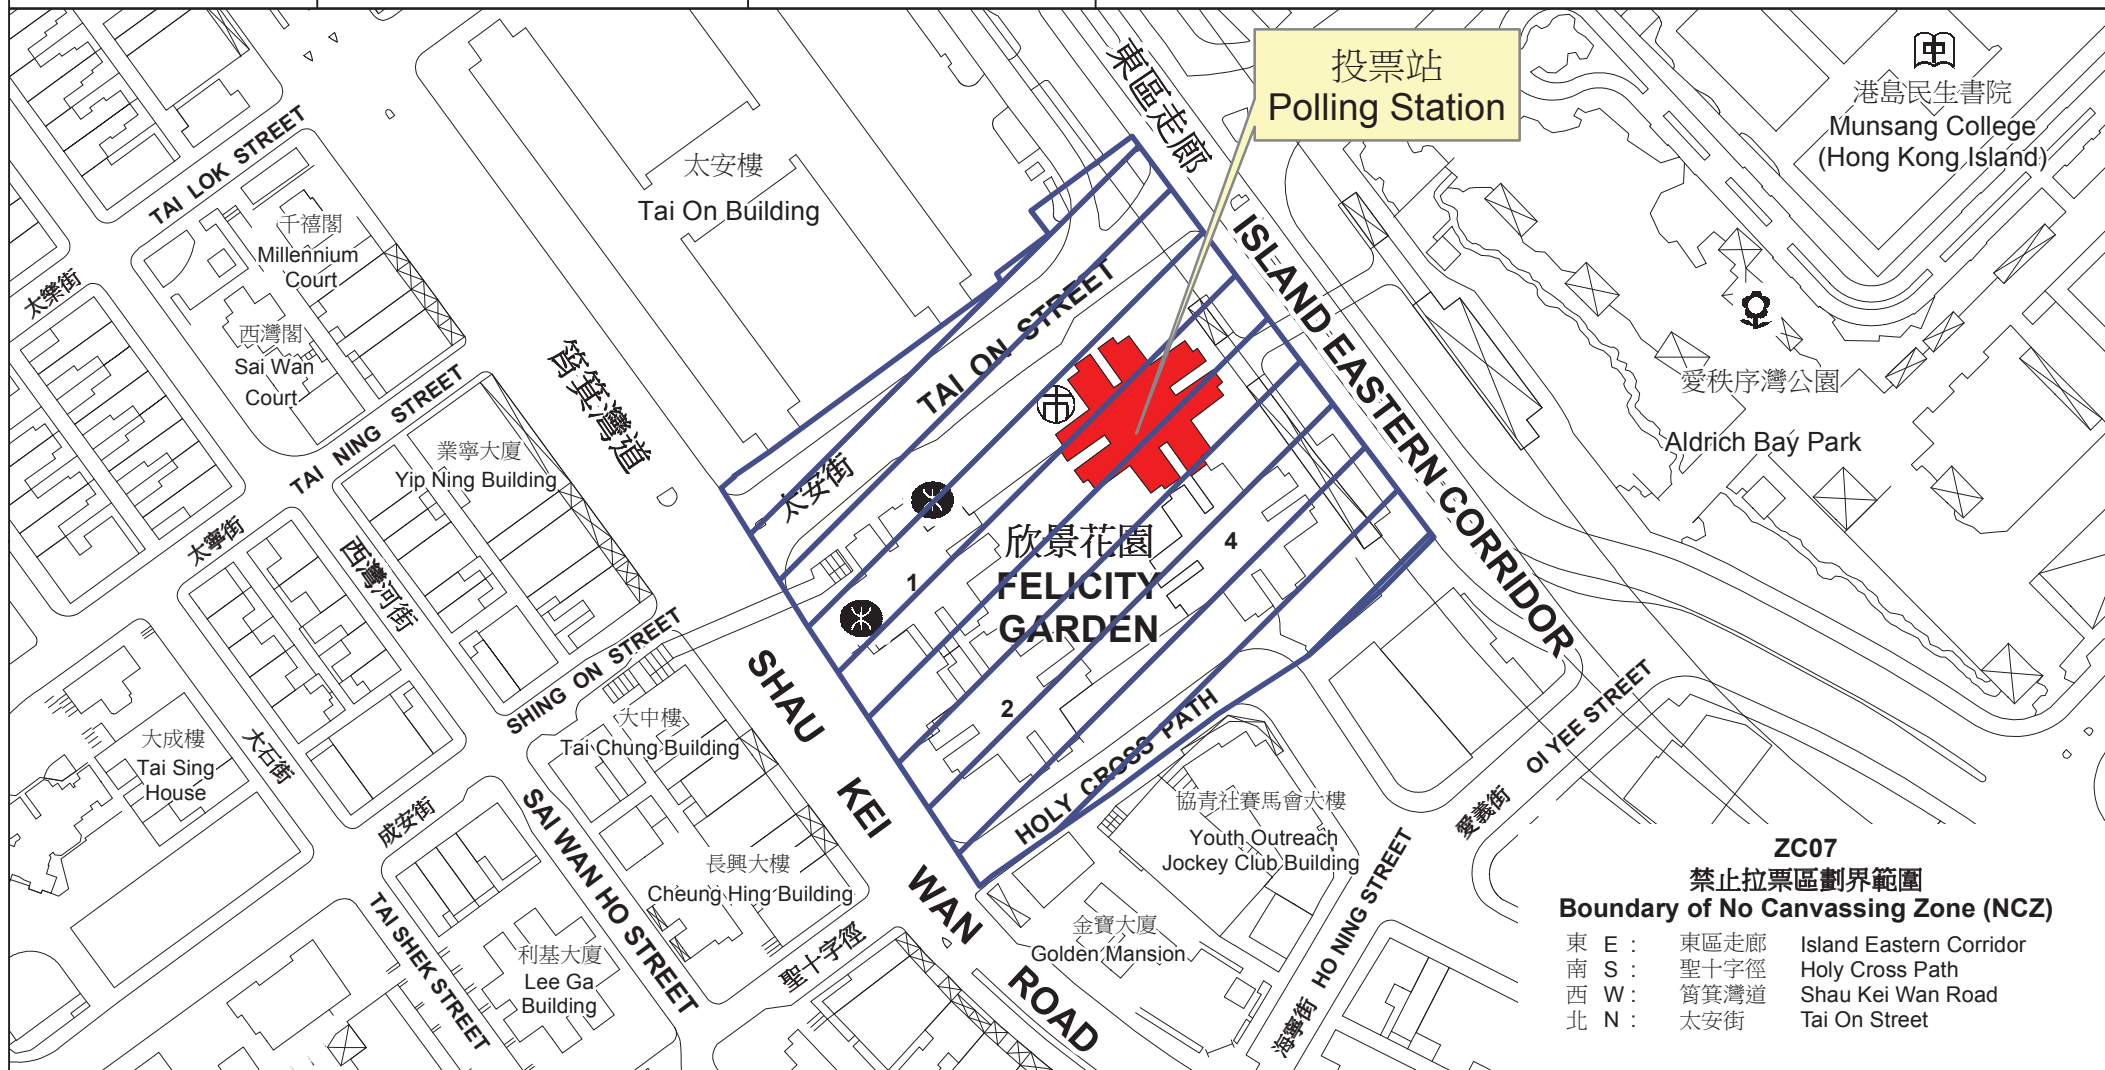 投票站
Polling Station
中
港島民生書院
Munsang College
(Hong Kong Island)
東區走廊
ISLAND EASTERN CORRIDOR
太安樓
Tai On Building
TAI LOK STREET
太樂街
千禧閣
Millennium
Court
西灣閣
Sai Wan
Court
TAI NING STREET
太寧街
業寧大廈
Yip Ning Building
筲箕灣道
SHAU KEI WAN ROAD
TAI ON STREET
太安街
市
愛秩序灣公園
Aldrich Bay Park
欣景花園
FELICITY
GARDEN
1
2
4
西灣河街
SAI WAN HO STREET
SHING ON STREET
成安街
大成樓
Tai Sing
House
大石街
TAI SHEK STREET
大中樓
Tai Chung Building
長興大樓
Cheung Hing Building
利基大廈
Lee Ga
Building
聖十字徑
HOLY CROSS PATH
協青社賽馬會大樓
Youth Outreach
Jockey Club Building
金寶大廈
Golden Mansion
海寧街 HOI NING STREET
愛義街 OI YEE STREET
ZC07
禁止拉票區劃界範圍
Boundary of No Canvassing Zone (NCZ)
東 E : 東區走廊 Island Eastern Corridor
南 S : 聖十字徑 Holy Cross Path
西 W : 筲箕灣道 Shau Kei Wan Road
北 N : 太安街 Tai On Street